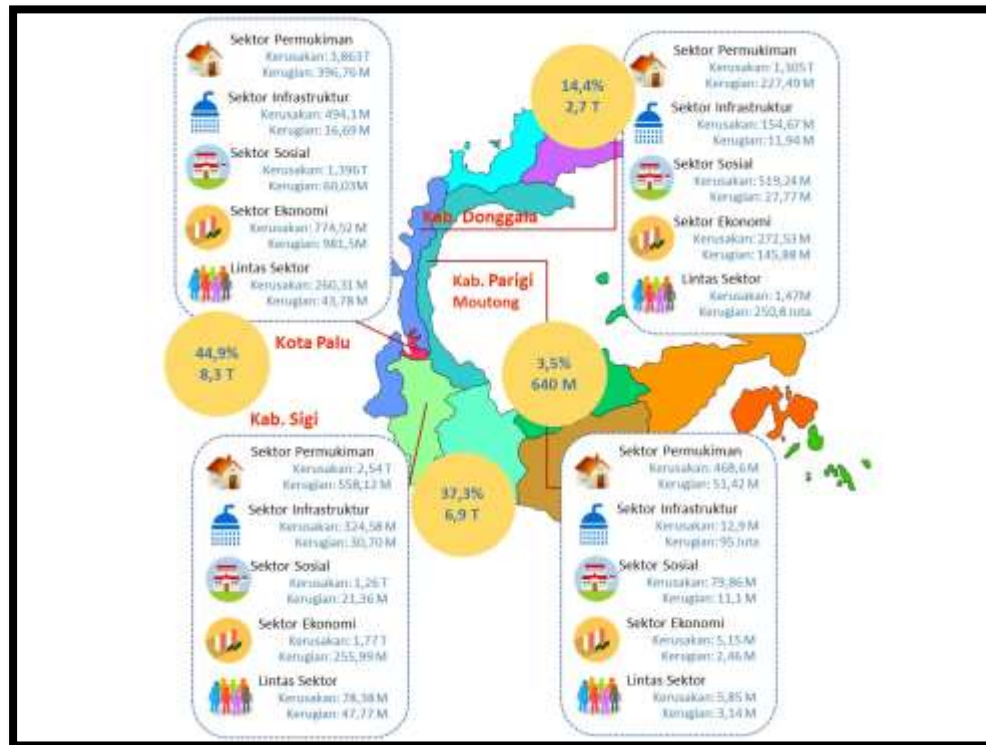 Sektor Permukiman
Kerusakan: 3,863T
Kerugian: 396,76 M
Sektor Infrastruktur
Kerusakan: 494,3 M
Kerugian: 36,69 M
Sektor Sosial
Kerusakan: 1,396 T
Kerugian: 60,03M
Sektor Ekonomi
Kerusakan: 774,52 M
Kerugian: 981,5M
Lintas Sektor
Kerusakan: 260,31 M
Kerugian: 43,78 M
44,9%
8,3 T
Kota Palu
14,4%
2,7 T
Sektor Permukiman
Kerusakan: 1,305T
Kerugian: 227,49 M
Sektor Infrastruktur
Kerusakan: 154,67 M
Kerugian: 11,94 M
Sektor Sosial
Kerusakan: 519,24 M
Kerugian: 27,77 M
Sektor Ekonomi
Kerusakan: 272,53 M
Kerugian: 145,88 M
Lintas Sektor
Kerusakan: 1,47M
Kerugian: 250,8 Juta
Kab. Donggala
Kab. Parigi
Moutong
3,5%
640 M
Kab. Sigi
Sektor Permukiman
Kerusakan: 2,54 T
Kerugian: 558,12 M
Sektor Infrastruktur
Kerusakan: 324,58 M
Kerugian: 30,70 M
Sektor Sosial
Kerusakan: 1,26 T
Kerugian: 21,36 M
Sektor Ekonomi
Kerusakan: 1,77 T
Kerugian: 255,99 M
Lintas Sektor
Kerusakan: 78,38 M
Kerugian: 47,77 M
37,3%
6,9 T
Sektor Permukiman
Kerusakan: 468,6 M
Kerugian: 51,42 M
Sektor Infrastruktur
Kerusakan: 12,9 M
Kerugian: 95 Juta
Sektor Sosial
Kerusakan: 79,86 M
Kerugian: 11,1 M
Sektor Ekonomi
Kerusakan: 5,15 M
Kerugian: 2,46 M
Lintas Sektor
Kerusakan: 3,85 M
Kerugian: 3,14 M